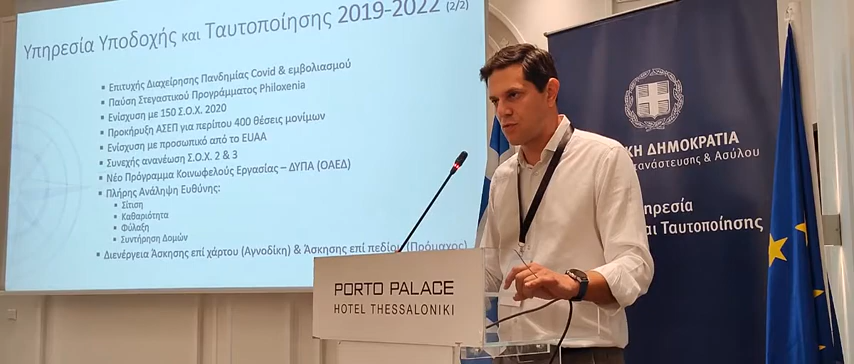 Υπηρεσία Υποδοχής και Ταυτοποίησης 2019-2022 (2/2)
▪ Επιτυχής Διαχείρησης Πανδημίας Covid & εμβολιασμού
▪ Παύση Στεγαστικού Προγράμματος Philoxenia
▪ Ενίσχυση με 150 Σ.Ο.Χ. 2020
▪ Προκήρυξη ΑΣΕΠ για περίπου 400 θέσεις μονίμων
▪ Ενίσχυση με προσωπικό από το EUAA
▪ Συνεχής ανανέωση Σ.Ο.Χ. 2 & 3
▪ Νέο Πρόγραμμα Κοινωφελούς Εργασίας – ΔΥΠΑ (ΟΑΕΔ)
▪ Πλήρης Ανάληψη Ευθύνης:
▪ Σίτιση
▪ Καθαριότητα
▪ Φύλαξη
▪ Συντήρηση Δομών
▪ Διενέργεια Άσκησης επί χάρτου (Αγνοδίκη) & Άσκησης επί πεδίου (Πρόμαχος)
ΚΗ ΔΗΜΟΚΡΑΤΙΑ
τανάστευσης & Ασύλου
ηρεσία
αι Ταυτοποίησης
PORTO PALACE
HOTEL THESSALONIKI